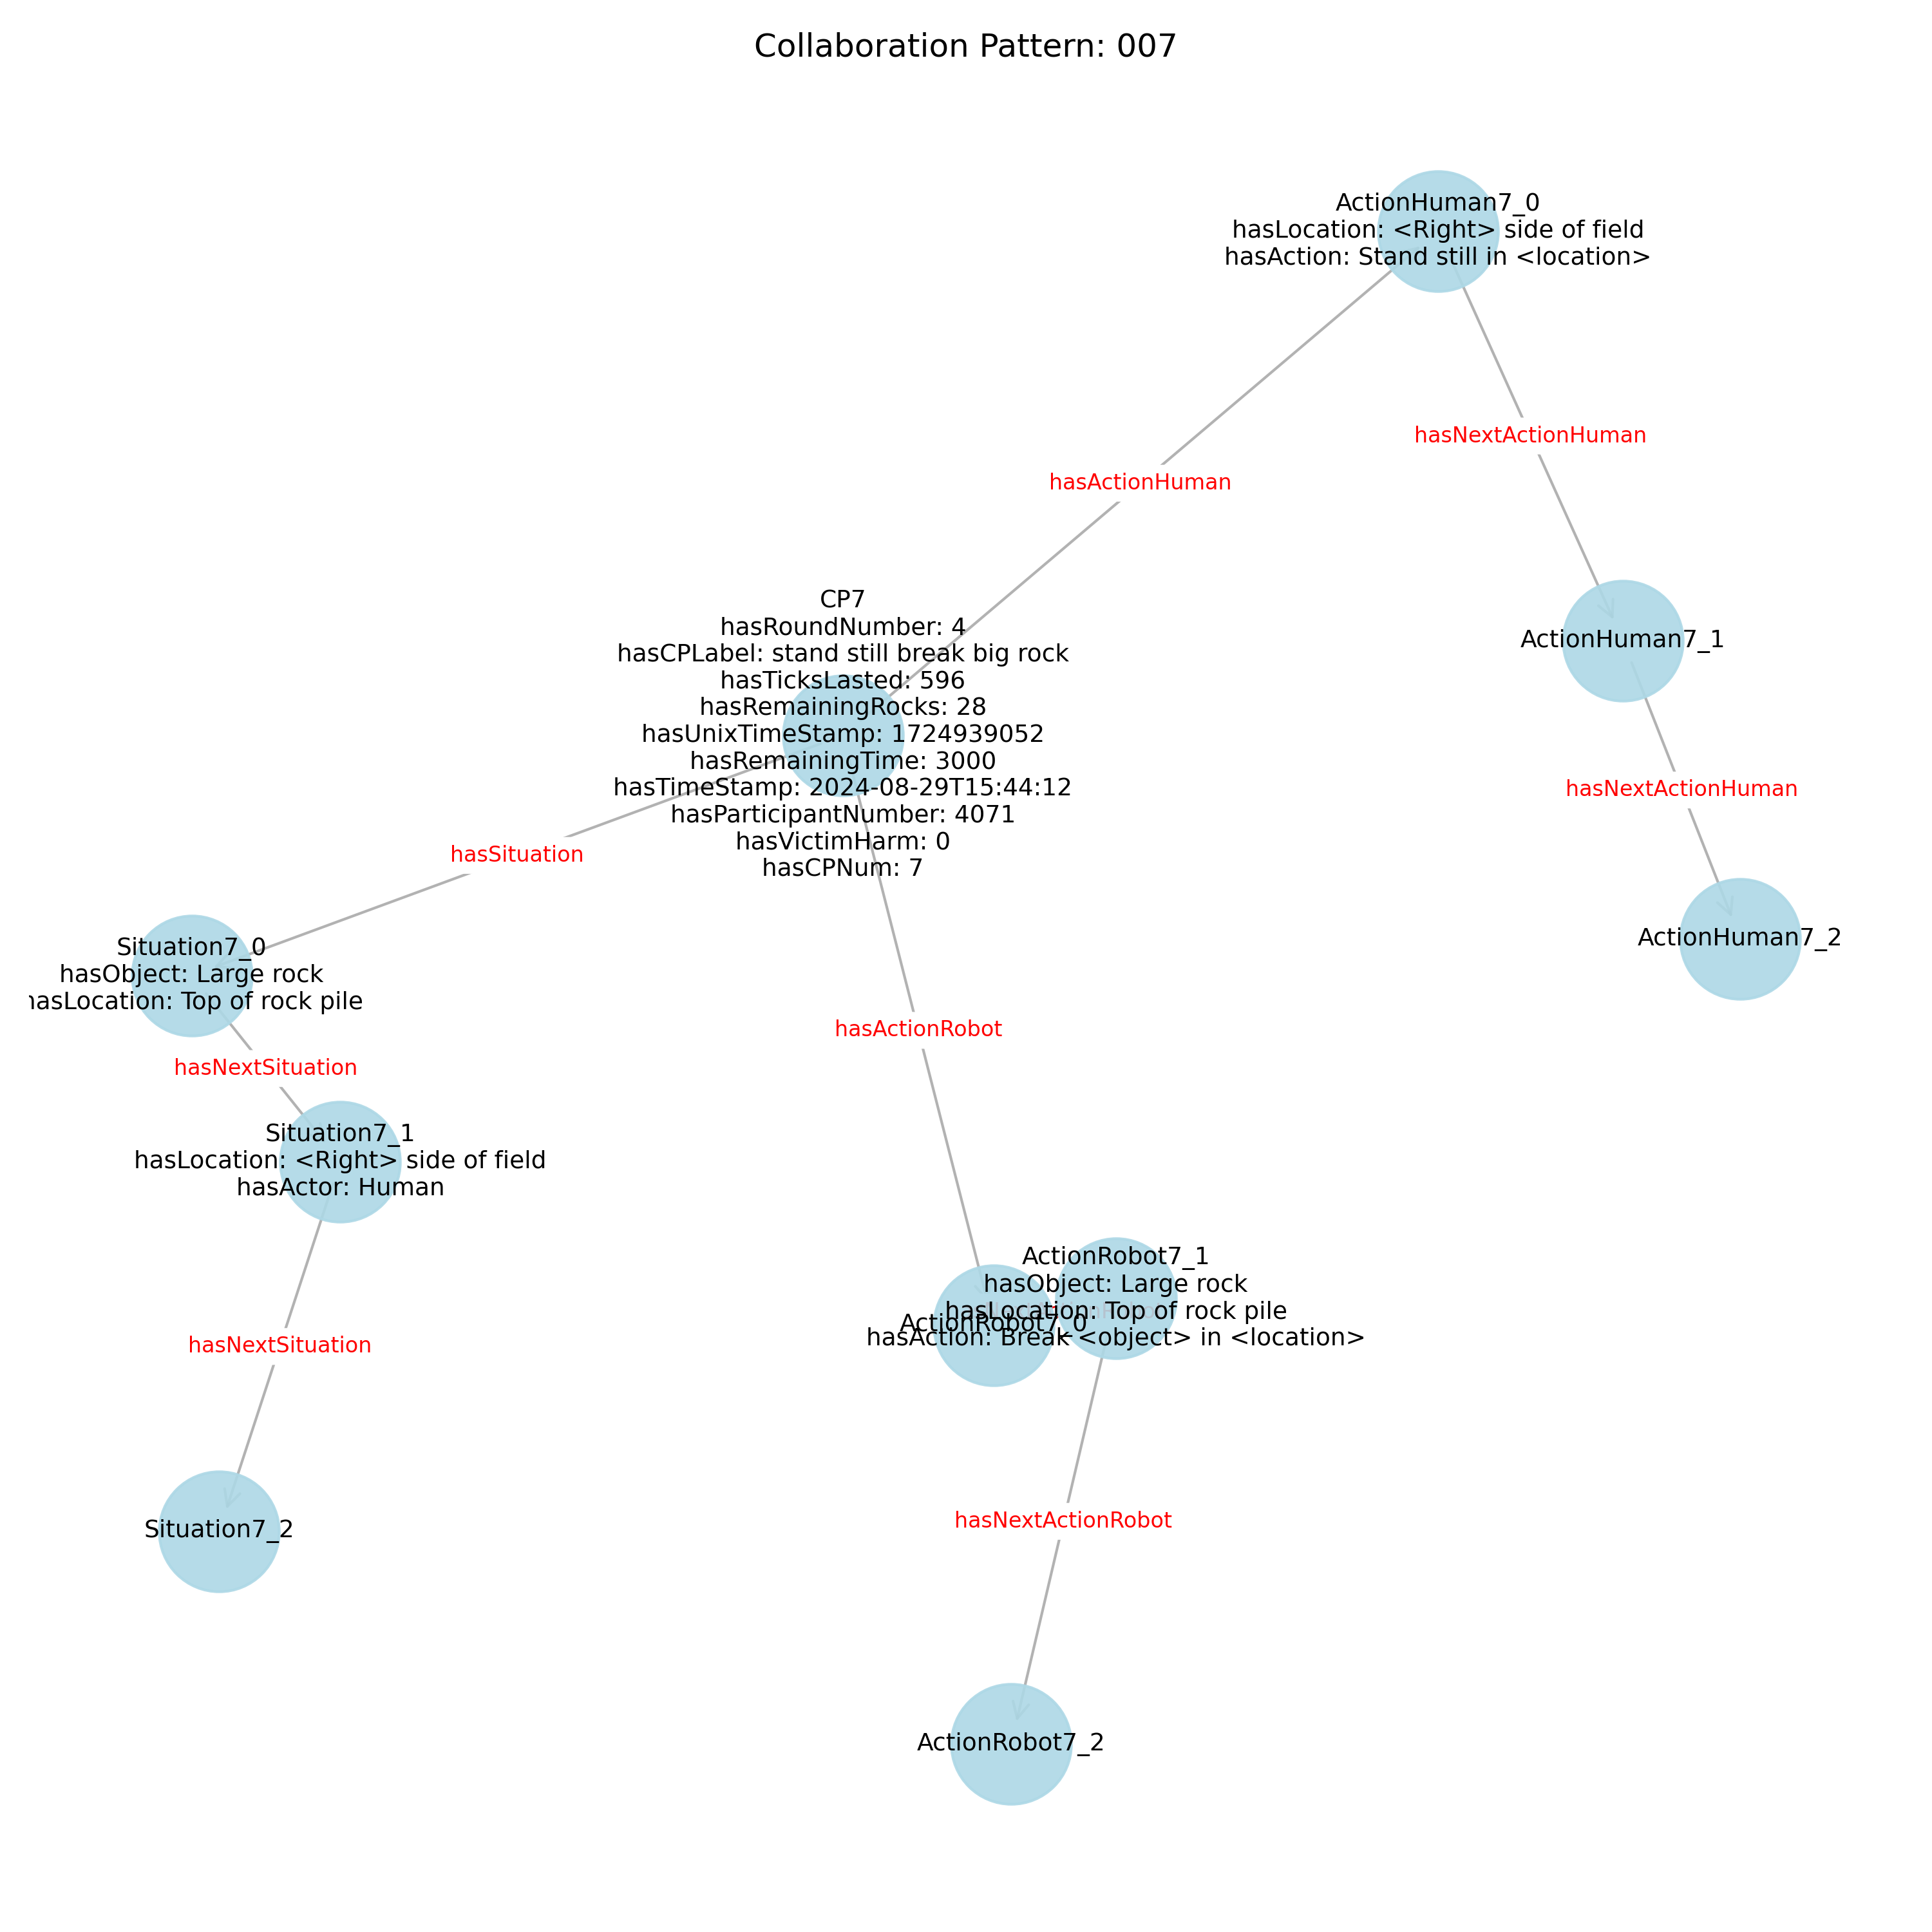 Collaboration Pattern: 007
ActionHuman7_0
hasLocation: <Right> side of field
hasAction: Stand still in <location>
hasNextActionHuman
hasActionHuman
CP7
hasRoundNumber: 4
hasCPLabel: stand still break big rock
hasTicksLasted: 596
hasRemainingRocks: 28
hasUnixTimeStamp: 1724939052
hasRemainingTime: 3000
hasTimeStamp: 2024-08-29T15:44:12
hasParticipantNumber: 4071
hasVictimHarm: 0
hasCPNum: 7
ActionHuman7_1
hasNextActionHuman
ActionHuman7_2
hasSituation
Situation7_0
hasObject: Large rock
hasLocation: Top of rock pile
hasNextSituation
Situation7_1
hasLocation: <Right> side of field
hasActor: Human
hasActionRobot
ActionRobot7_1
hasObject: Large rock
hasLocation: Top of rock pile
hasAction: Break <object> in <location>
ActionRobot7_0
hasNextSituation
Situation7_2
hasNextActionRobot
ActionRobot7_2